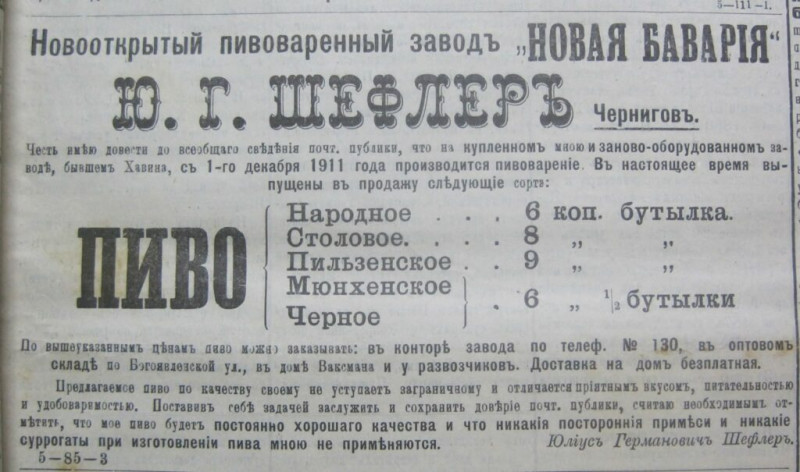 5—111—1.
Новооткрытый пивоваренный заводъ „НОВАЯ БАВАРІЯ“
Ю. Г. ШЕФЛЕРЪ Черниговъ.
Честь имѣю довести до всеобщаго свѣдѣнія почт. публики, что на купленномъ мною и заново-оборудованномъ за-
водѣ, бывшемъ Хавина, съ 1-го декабря 1911 года производится пивовареніе. Въ настоящее время вы-
пущены въ продажу слѣдующіе сорта:
ПИВО
Народное . . . 6 коп. бутылка.
Столовое. . . . 8 „ „
Пильзенское . . 9 „ „
Мюнхенское
Черное . 6 „ 1/2 бутылки
По вышеуказаннымъ цѣнамъ пиво можно заказывать: въ конторѣ завода по телеф. № 130, въ оптовомъ
складѣ по Богоявленской ул., въ домѣ Ваксмана и у развозчиковъ. Доставка на домъ безплатная.
Предлагаемое пиво по качеству своему не уступаетъ заграничному и отличается пріятнымъ вкусомъ, питательностью
и удобоваримостью. Поставивъ себѣ задачей заслужить и сохранить довѣріе почт. публики, считаю необходимымъ от-
мѣтить, что мое пиво будетъ постоянно хорошаго качества и что никакія постороннія примѣси и никакіе
суррогаты при изготовленіи пива мною не примѣняются. Юліусъ Германовичъ Шефлеръ.
5—85—3